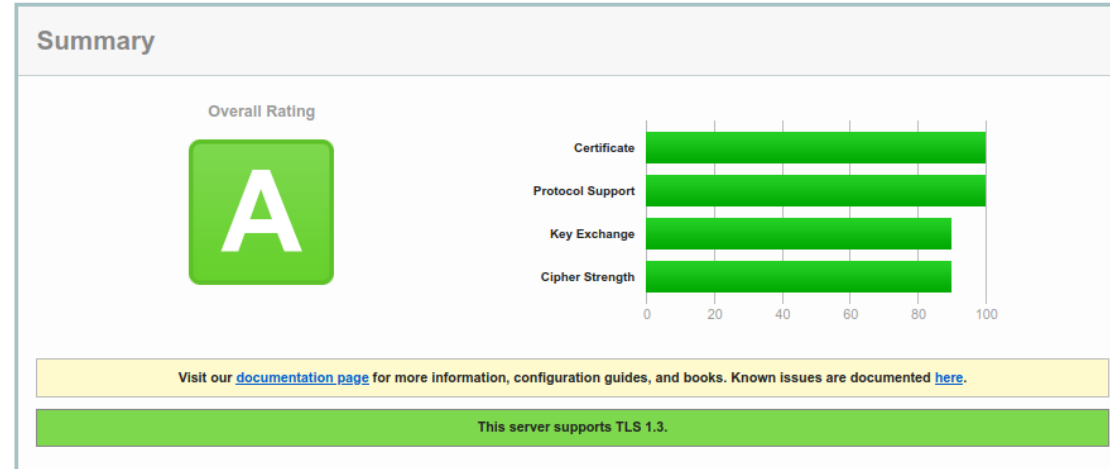 Summary
Overall Rating
A
Certificate
Protocol Support
Key Exchange
Cipher Strength
0 20 40 60 80 100
Visit our documentation page for more information, configuration guides, and books. Known issues are documented here.
This server supports TLS 1.3.